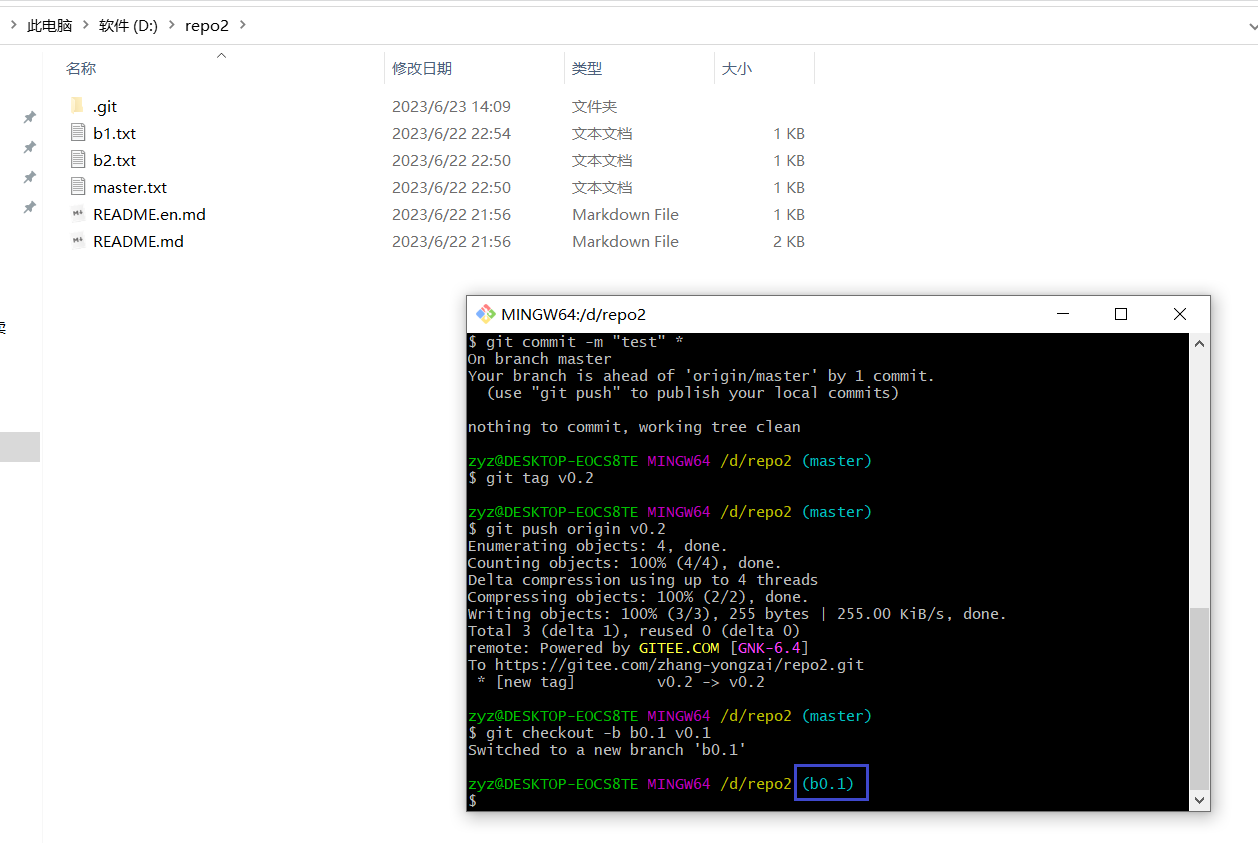 此电脑 软件 (D:) repo2
名称 修改日期 类型 大小
.git 2023/6/23 14:09 文件夹
b1.txt 2023/6/22 22:54 文本文档 1 KB
b2.txt 2023/6/22 22:50 文本文档 1 KB
master.txt 2023/6/22 22:50 文本文档 1 KB
README.en.md 2023/6/22 21:56 Markdown File 1 KB
README.md 2023/6/22 21:56 Markdown File 2 KB
MINGW64:/d/repo2
$ git commit -m "test" *
On branch master
Your branch is ahead of 'origin/master' by 1 commit.
(use "git push" to publish your local commits)
nothing to commit, working tree clean
zyz@DESKTOP-EOCS8TE MINGW64 /d/repo2 (master)
$ git tag v0.2
zyz@DESKTOP-EOCS8TE MINGW64 /d/repo2 (master)
$ git push origin v0.2
Enumerating objects: 4, done.
Counting objects: 100% (4/4), done.
Delta compression using up to 4 threads
Compressing objects: 100% (2/2), done.
Writing objects: 100% (3/3), 255 bytes | 255.00 KiB/s, done.
Total 3 (delta 1), reused 0 (delta 0)
remote: Powered by GITEE.COM [GNK-6.4]
To https://gitee.com/zhang-yongzai/repo2.git
* [new tag] v0.2 -> v0.2
zyz@DESKTOP-EOCS8TE MINGW64 /d/repo2 (master)
$ git checkout -b b0.1 v0.1
Switched to a new branch 'b0.1'
zyz@DESKTOP-EOCS8TE MINGW64 /d/repo2 (b0.1)
$